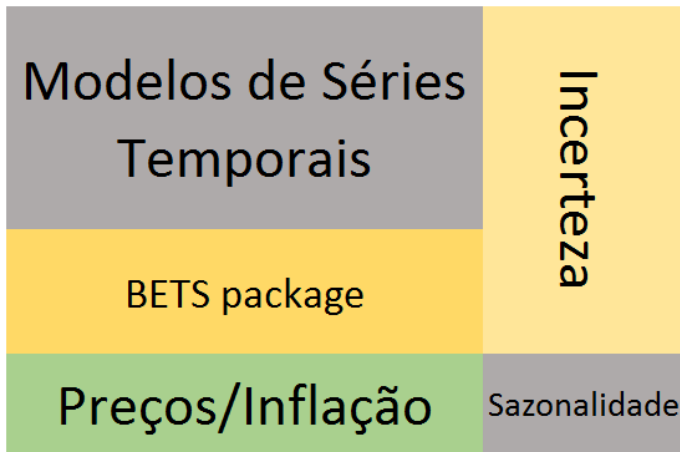 Modelos de Séries
Temporais
Incerteza
BETS package
Preços/Inflação
Sazonalidade